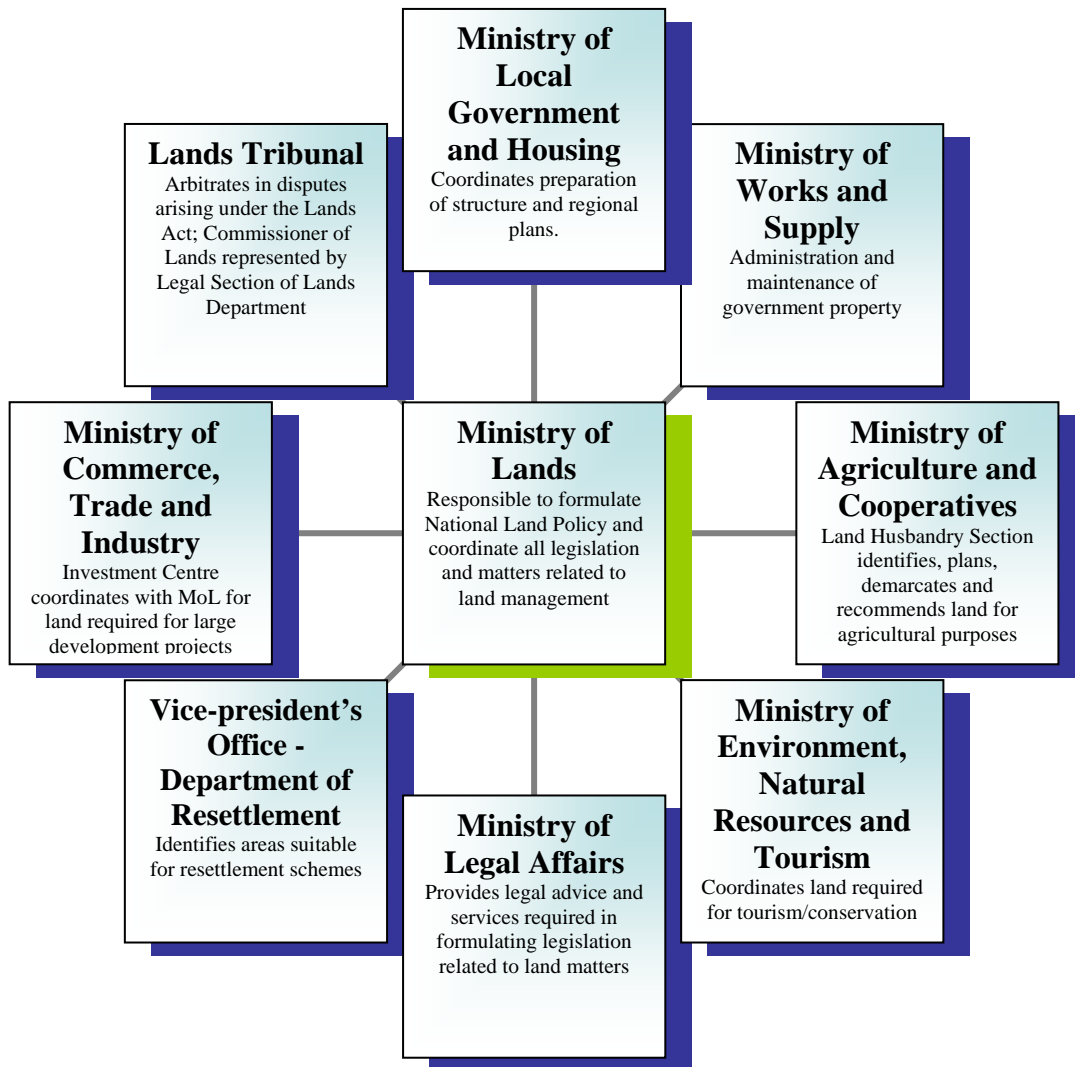 Ministry of
Local
Government
and Housing
Coordinates preparation
of structure and regional
plans.
Lands Tribunal
Arbitrates in disputes
arising under the Lands
Act; Commissioner of
Lands represented by
Legal Section of Lands
Department
Ministry of
Works and
Supply
Administration and
maintenance of
government property
Ministry of
Commerce,
Trade and
Industry
Investment Centre
coordinates with MoL for
land required for large
development projects
Ministry of
Lands
Responsible to formulate
National Land Policy and
coordinate all legislation
and matters related to
land management
Ministry of
Agriculture and
Cooperatives
Land Husbandry Section
identifies, plans,
demarcates and
recommends land for
agricultural purposes
Vice-president’s
Office -
Department of
Resettlement
Identifies areas suitable
for resettlement schemes
Ministry of
Legal Affairs
Provides legal advice and
services required in
formulating legislation
related to land matters
Ministry of
Environment,
Natural
Resources and
Tourism
Coordinates land required
for tourism/conservation